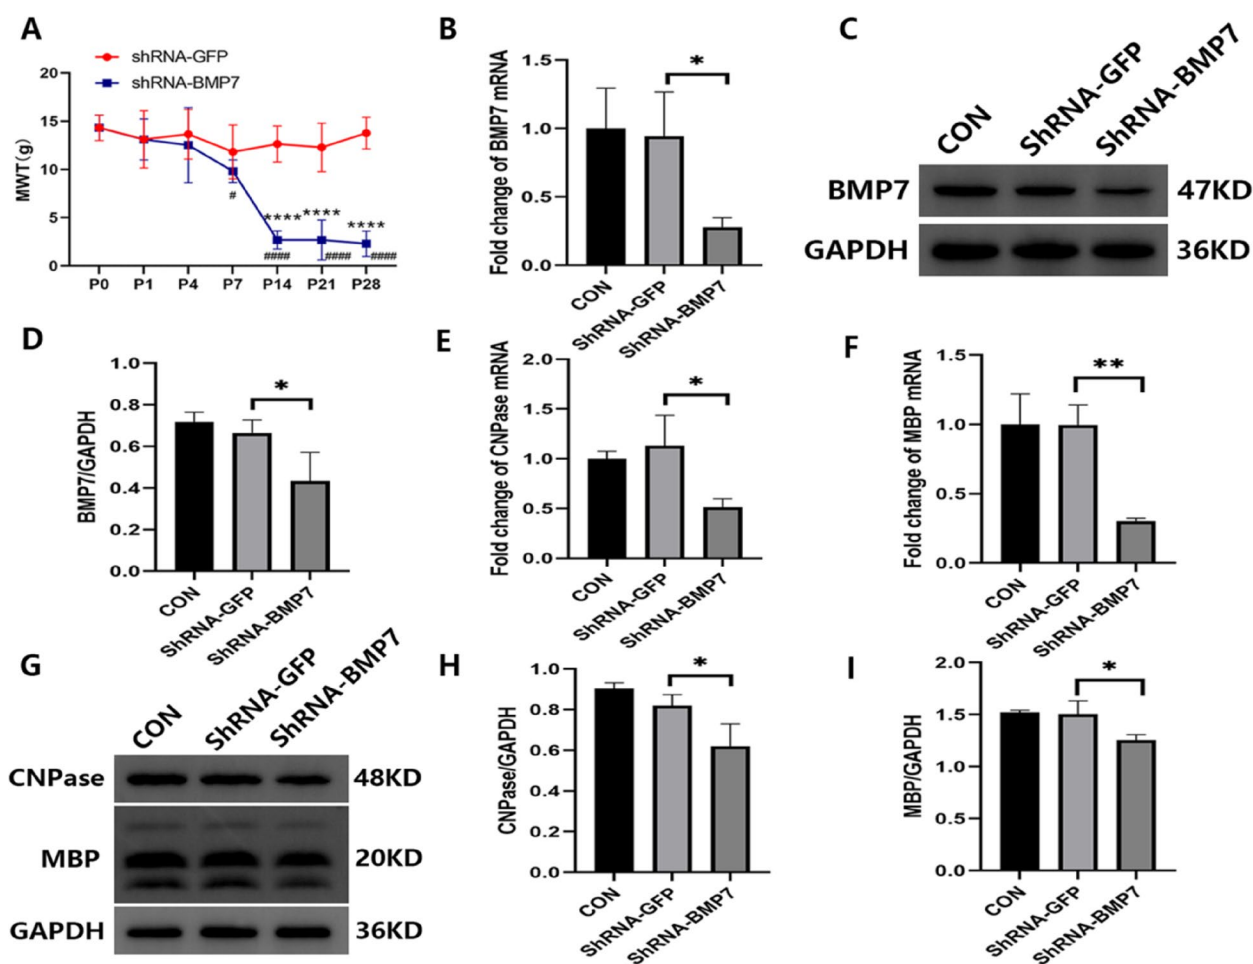 A
shRNA-GFP
shRNA-BMP7
MWT(g)
20
15
10
5
0
#
****
****
****
####
####
####
P0 P1 P4 P7 P14 P21 P28
B
Fold change of BMP7 mRNA
1.5
1.0
0.5
0.0
*
CON
ShRNA-GFP
ShRNA-BMP7
C
CON
ShRNA-GFP
ShRNA-BMP7
BMP7 47KD
GAPDH 36KD
D
BMP7/GAPDH
1.0
0.8
0.6
0.4
0.2
0.0
*
CON
ShRNA-GFP
ShRNA-BMP7
E
Fold change of CNPase mRNA
2.0
1.5
1.0
0.5
0.0
*
CON
ShRNA-GFP
ShRNA-BMP7
F
Fold change of MBP mRNA
1.5
1.0
0.5
0.0
**
CON
ShRNA-GFP
ShRNA-BMP7
G
CON
ShRNA-GFP
ShRNA-BMP7
CNPase 48KD
MBP 20KD
GAPDH 36KD
H
CNPase/GAPDH
1.0
0.8
0.6
0.4
0.2
0.0
*
CON
ShRNA-GFP
ShRNA-BMP7
I
MBP/GAPDH
2.0
1.5
1.0
0.5
0.0
*
CON
ShRNA-GFP
ShRNA-BMP7